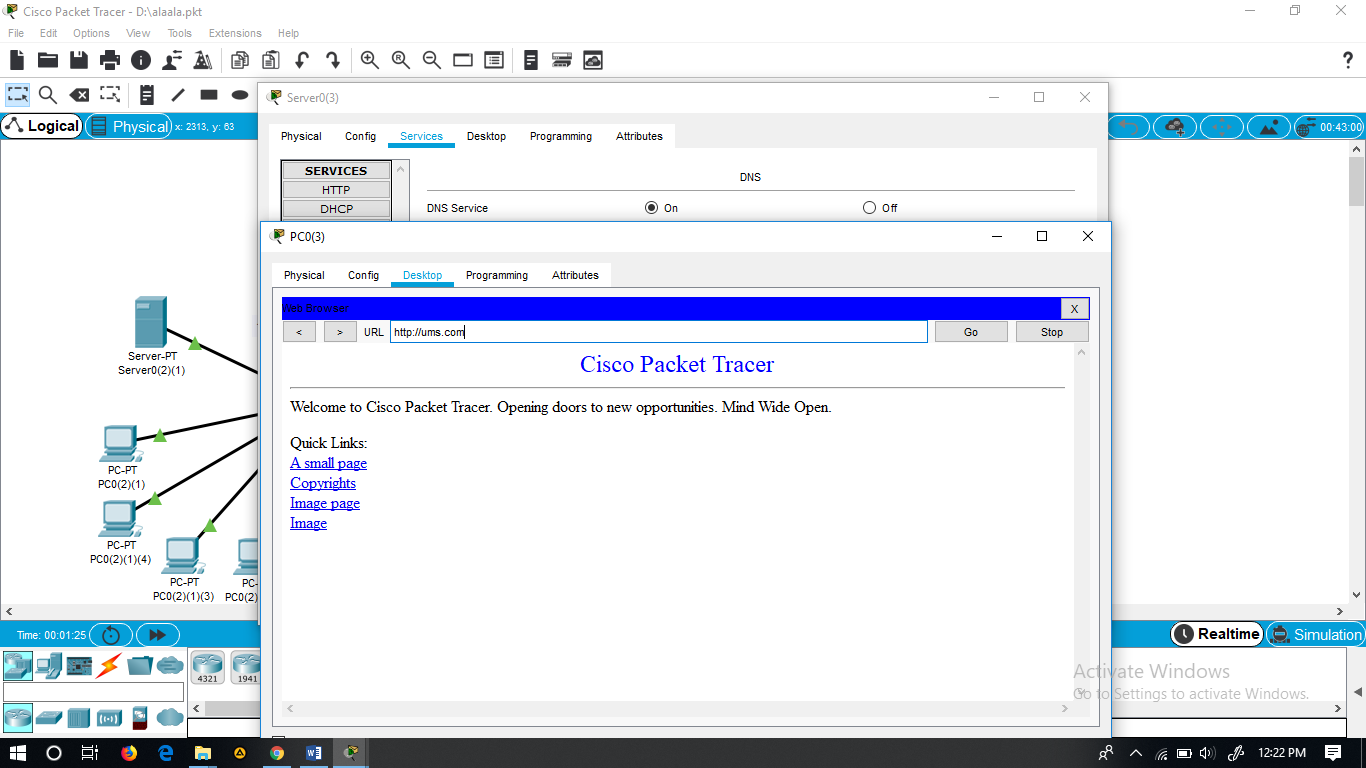 Cisco Packet Tracer - D:\alaala.pkt
File Edit Options View Tools Extensions Help
?
Server0(3)
Logical Physical x: 2313, y: 63 00:43:00
Physical Config Services Desktop Programming Attributes
SERVICES
HTTP
DHCP
DNS
DNS Service On Off
PC0(3)
Physical Config Desktop Programming Attributes
Web Browser X
< > URL http://ums.com Go Stop
Cisco Packet Tracer
Welcome to Cisco Packet Tracer. Opening doors to new opportunities. Mind Wide Open.
Quick Links:
A small page
Copyrights
Image page
Image
Server-PT
Server0(2)(1)
PC-PT
PC0(2)(1)
PC-PT
PC0(2)(1)(4)
PC-PT
PC0(2)(1)(3)
PC-
PC0(2)
Time: 00:01:25 Realtime Simulation
4321 1941
Activate Windows
Go to Settings to activate Windows.
12:22 PM